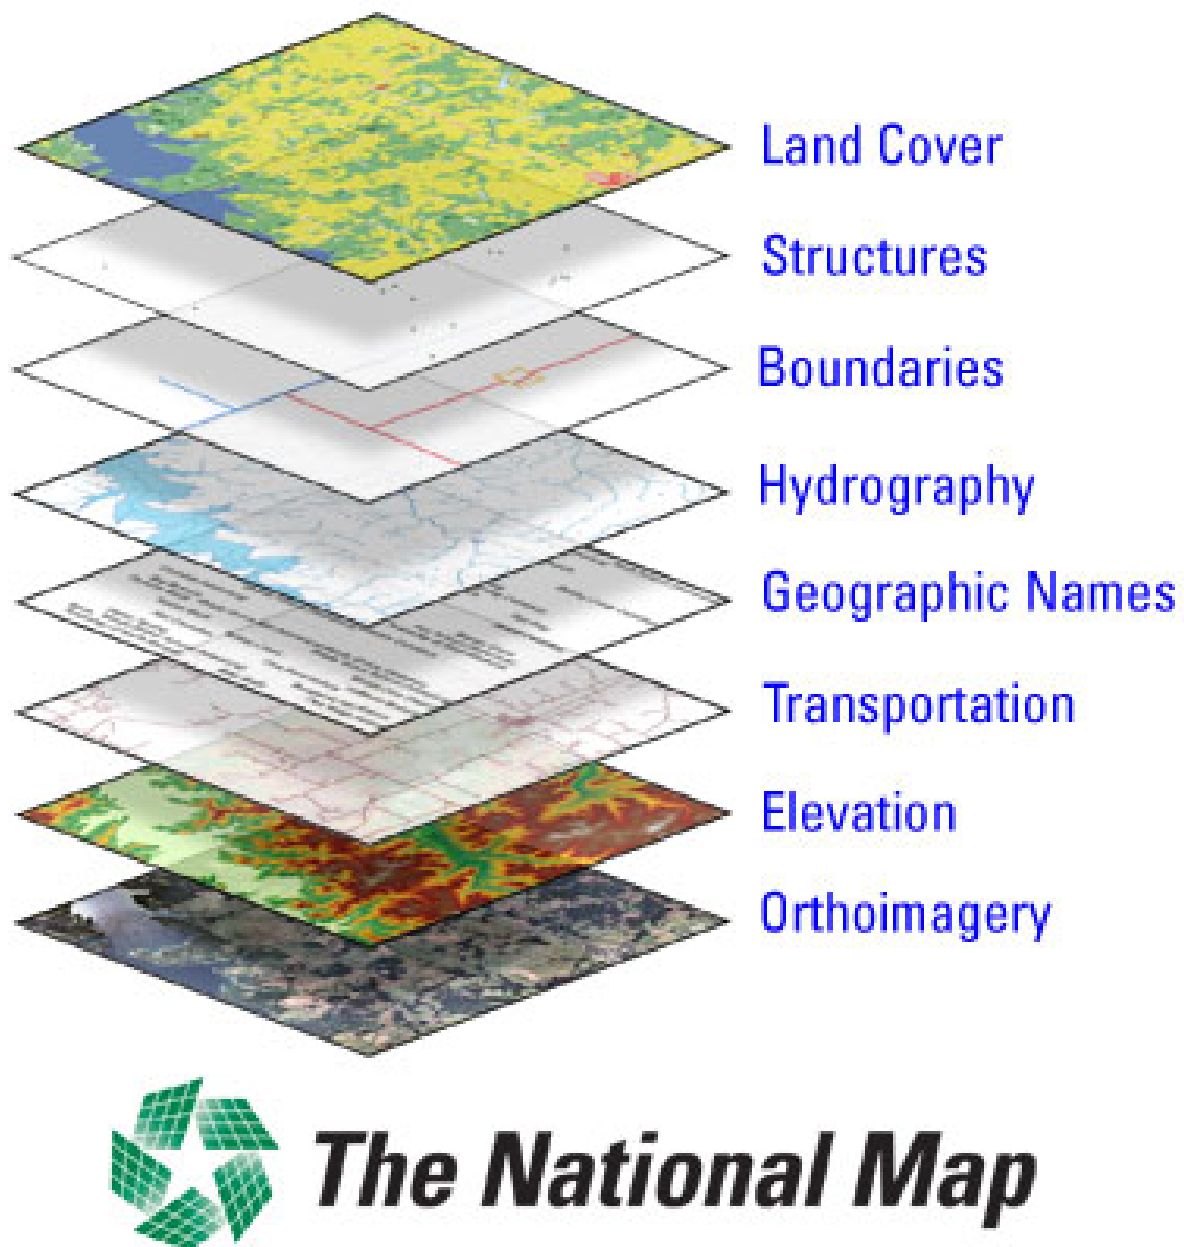 Land Cover
Structures
Boundaries
Hydrography
Geographic Names
Transportation
Elevation
Orthoimagery
The National Map